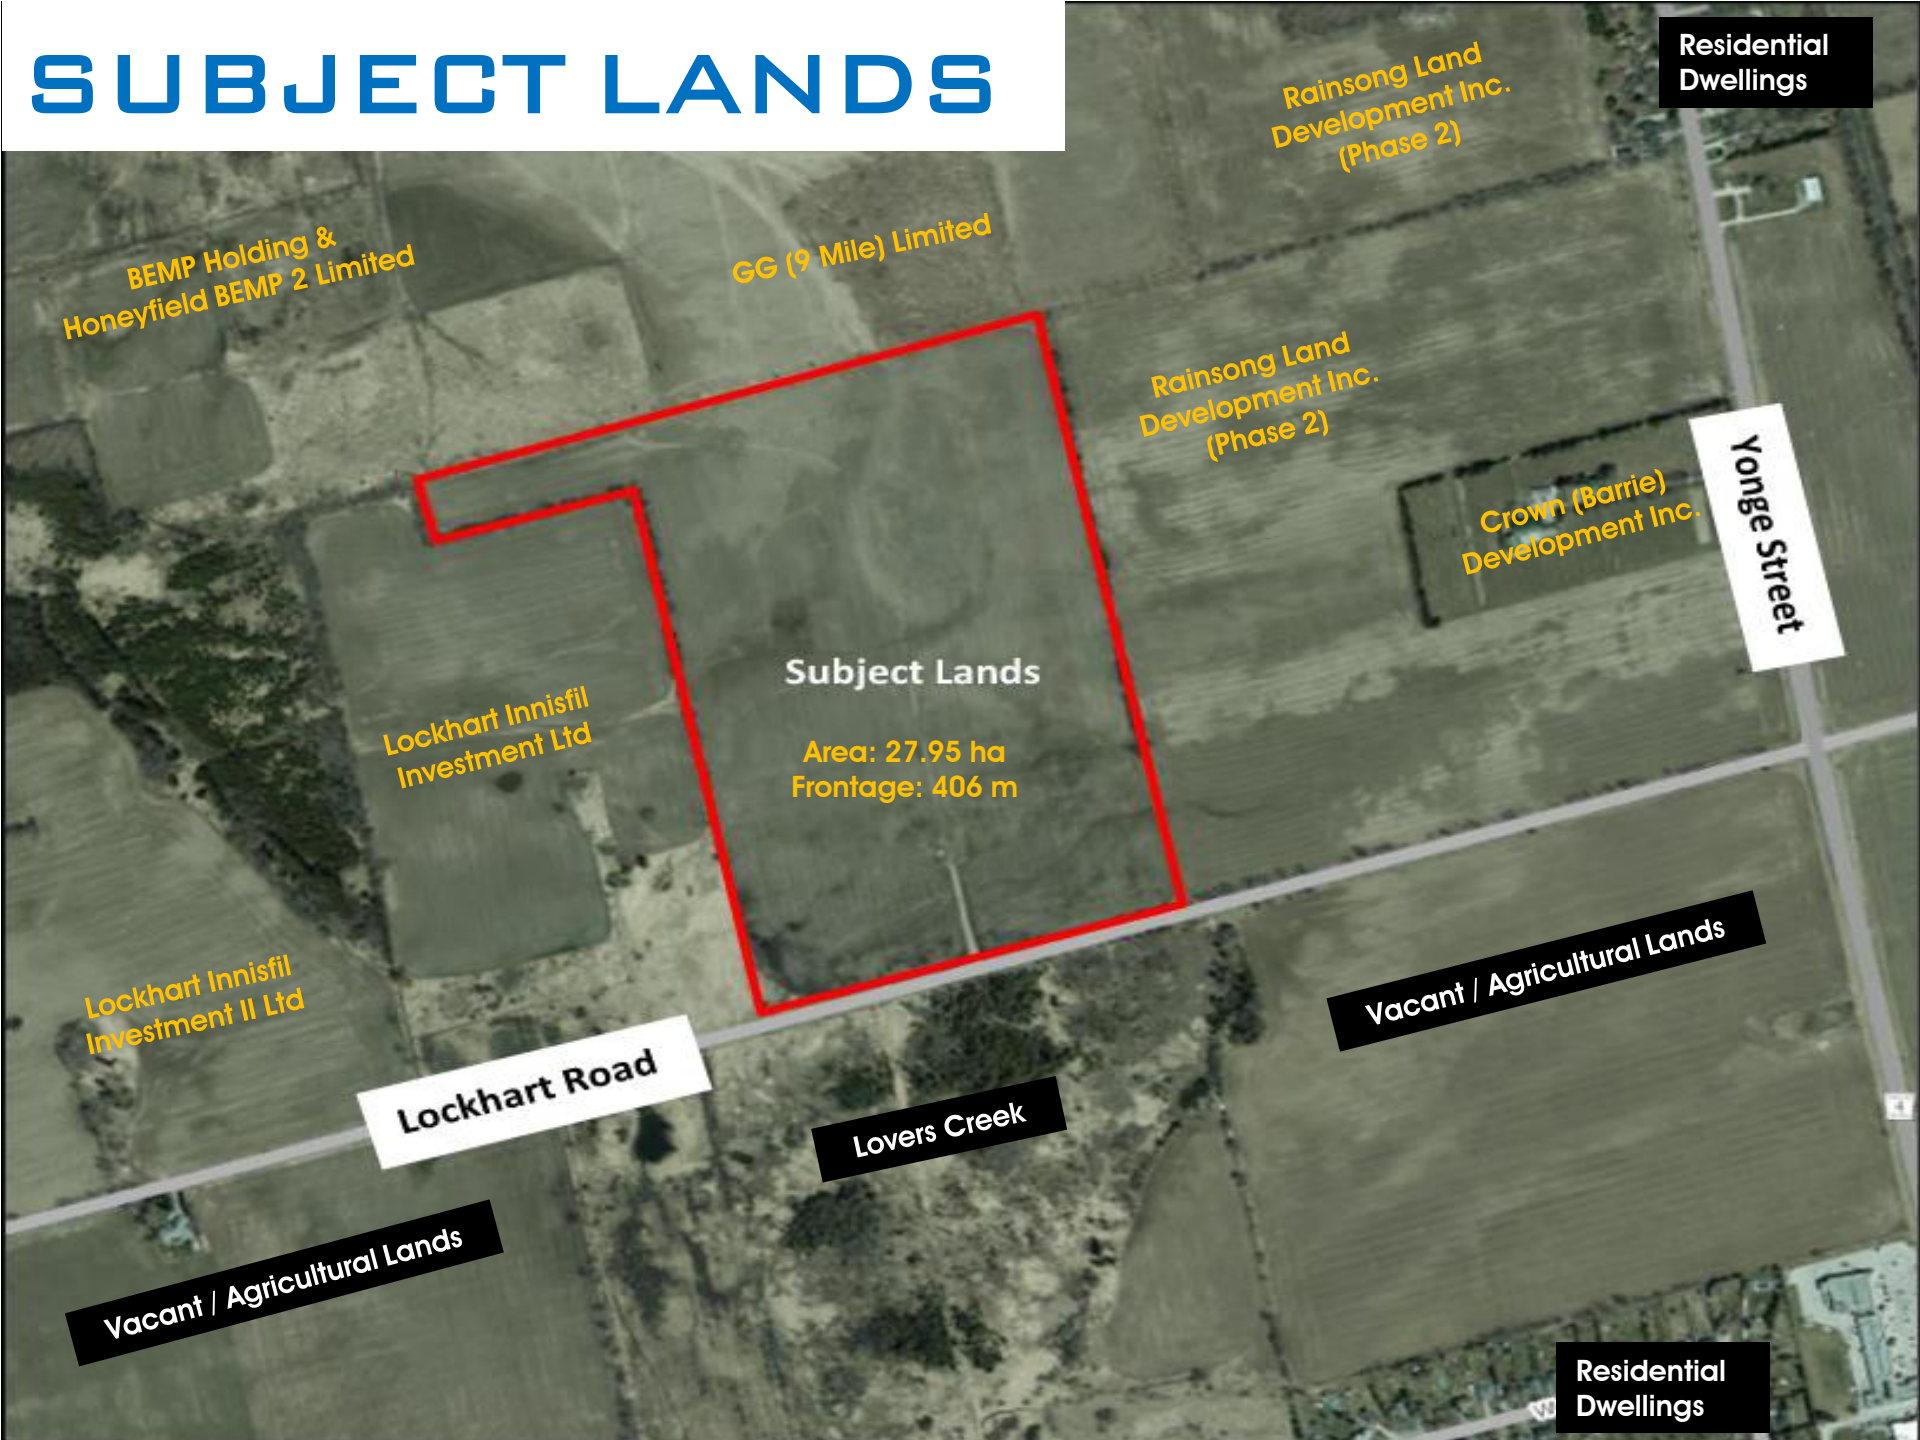 SUBJECT LANDS
Residential
Dwellings
Rainsong Land
Development Inc.
(Phase 2)
BEMP Holding &
Honeyfield BEMP 2 Limited
GG (9 Mile) Limited
Rainsong Land
Development Inc.
(Phase 2)
Crown (Barrie)
Development Inc.
Yonge Street
Subject Lands
Area: 27.95 ha
Frontage: 406 m
Lockhart Innisfil
Investment Ltd
Lockhart Innisfil
Investment II Ltd
Vacant / Agricultural Lands
Lockhart Road
Lovers Creek
4
Vacant / Agricultural Lands
Residential
Dwellings